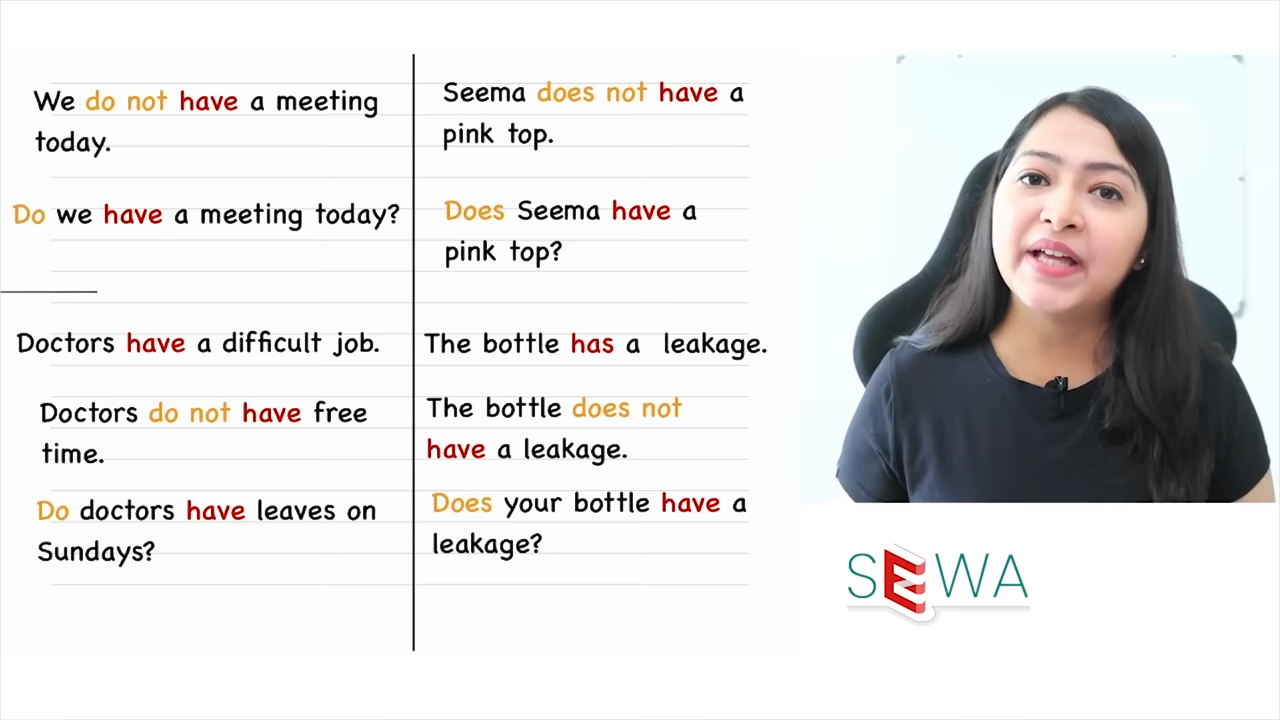 We do not have a meeting
today.
Do we have a meeting today?
Doctors have a difficult job.
Doctors do not have free
time.
Do doctors have leaves on
Sundays?
Seema does not have a
pink top.
Does Seema have a
pink top?
The bottle has a leakage.
The bottle does not
have a leakage.
Does your bottle have a
leakage?
SEWA